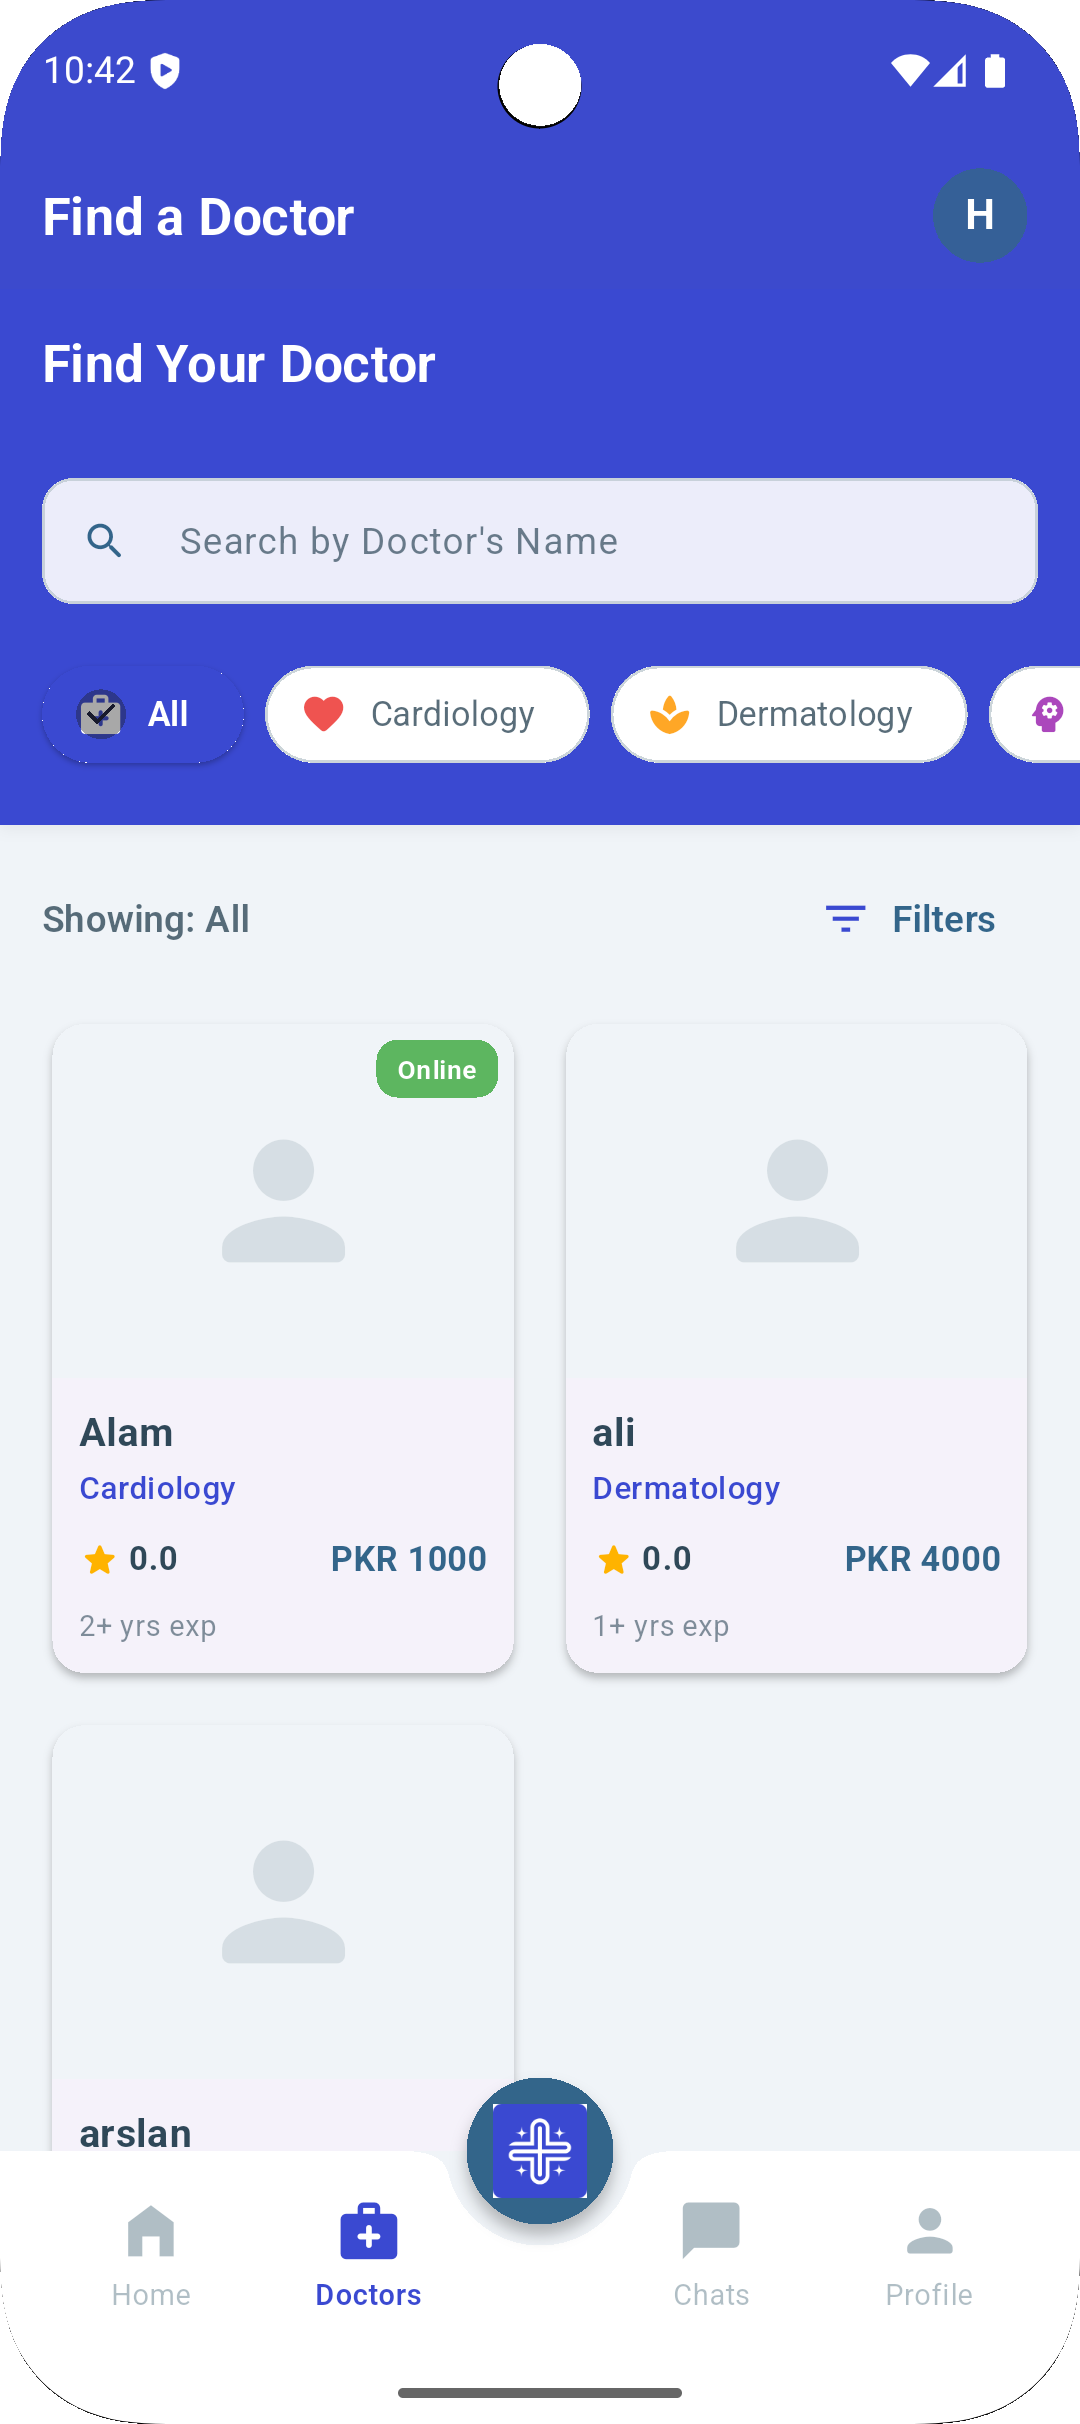 10:42
Find a Doctor
H
Find Your Doctor
Search by Doctor's Name
All
Cardiology
Dermatology
Showing: All
Filters
Online
Alam
Cardiology
0.0
PKR 1000
2+ yrs exp
ali
Dermatology
0.0
PKR 4000
1+ yrs exp
arslan
Home
Doctors
Chats
Profile